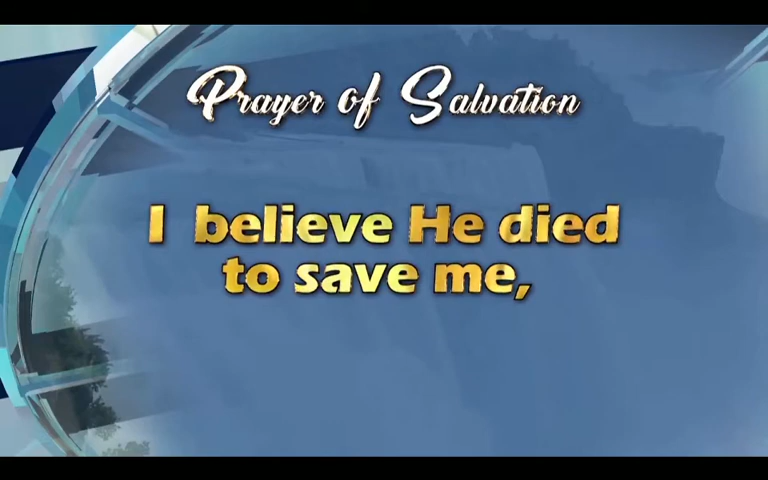 Prayer of Salvation
I believe He died
to save me,